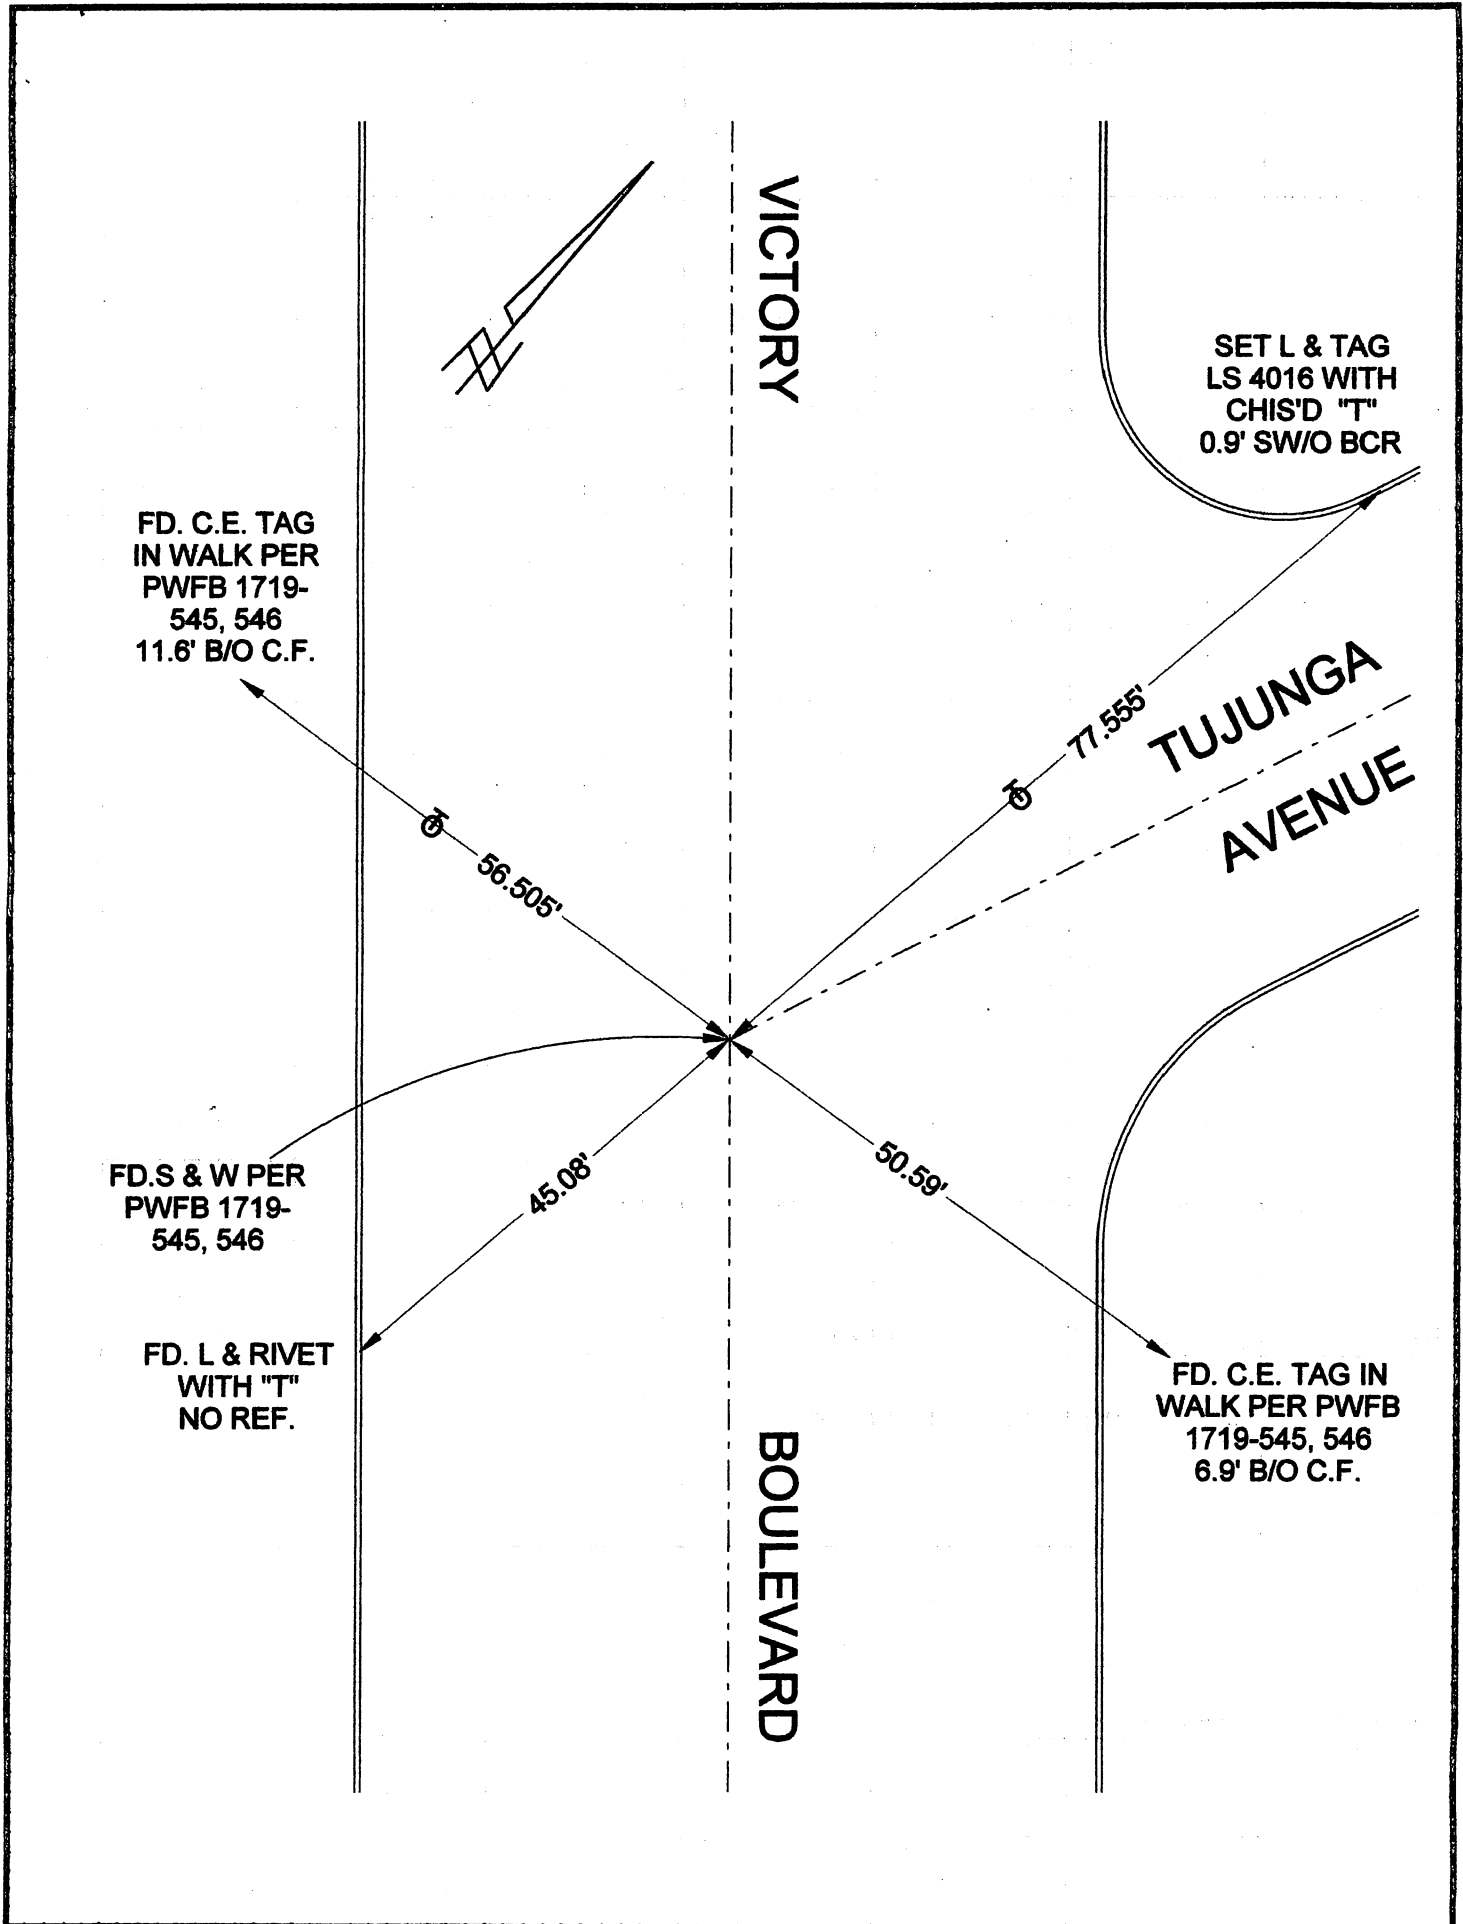 VICTORY
SET L & TAG
LS 4016 WITH
CHIS'D "T"
0.9' SW/O BCR
FD. C.E. TAG
IN WALK PER
PWFB 1719-
545, 546
11.6' B/O C.F.
77.555'
TUJUNGA
AVENUE
56.505'
FD.S & W PER
PWFB 1719-
545, 546
45.08'
50.59'
FD. L & RIVET
WITH "T"
NO REF.
FD. C.E. TAG IN
WALK PER PWFB
1719-545, 546
6.9' B/O C.F.
BOULEVARD